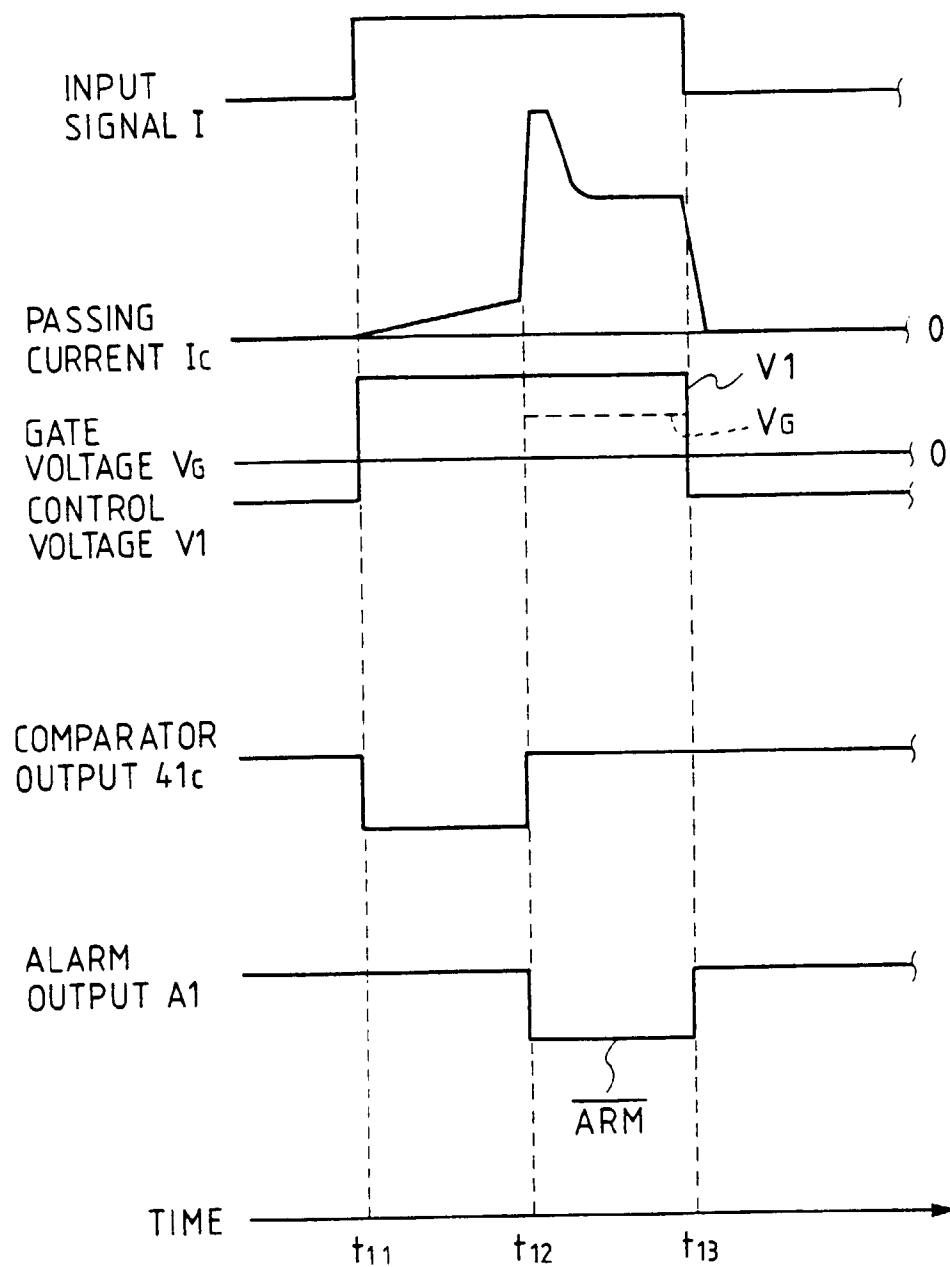 INPUT
SIGNAL I
PASSING
CURRENT Ic
0
V1
GATE
VOLTAGE VG
VG
0
CONTROL
VOLTAGE V1
COMPARATOR
OUTPUT 41c
ALARM
OUTPUT A1
ARM
TIME
t11 t12 t13